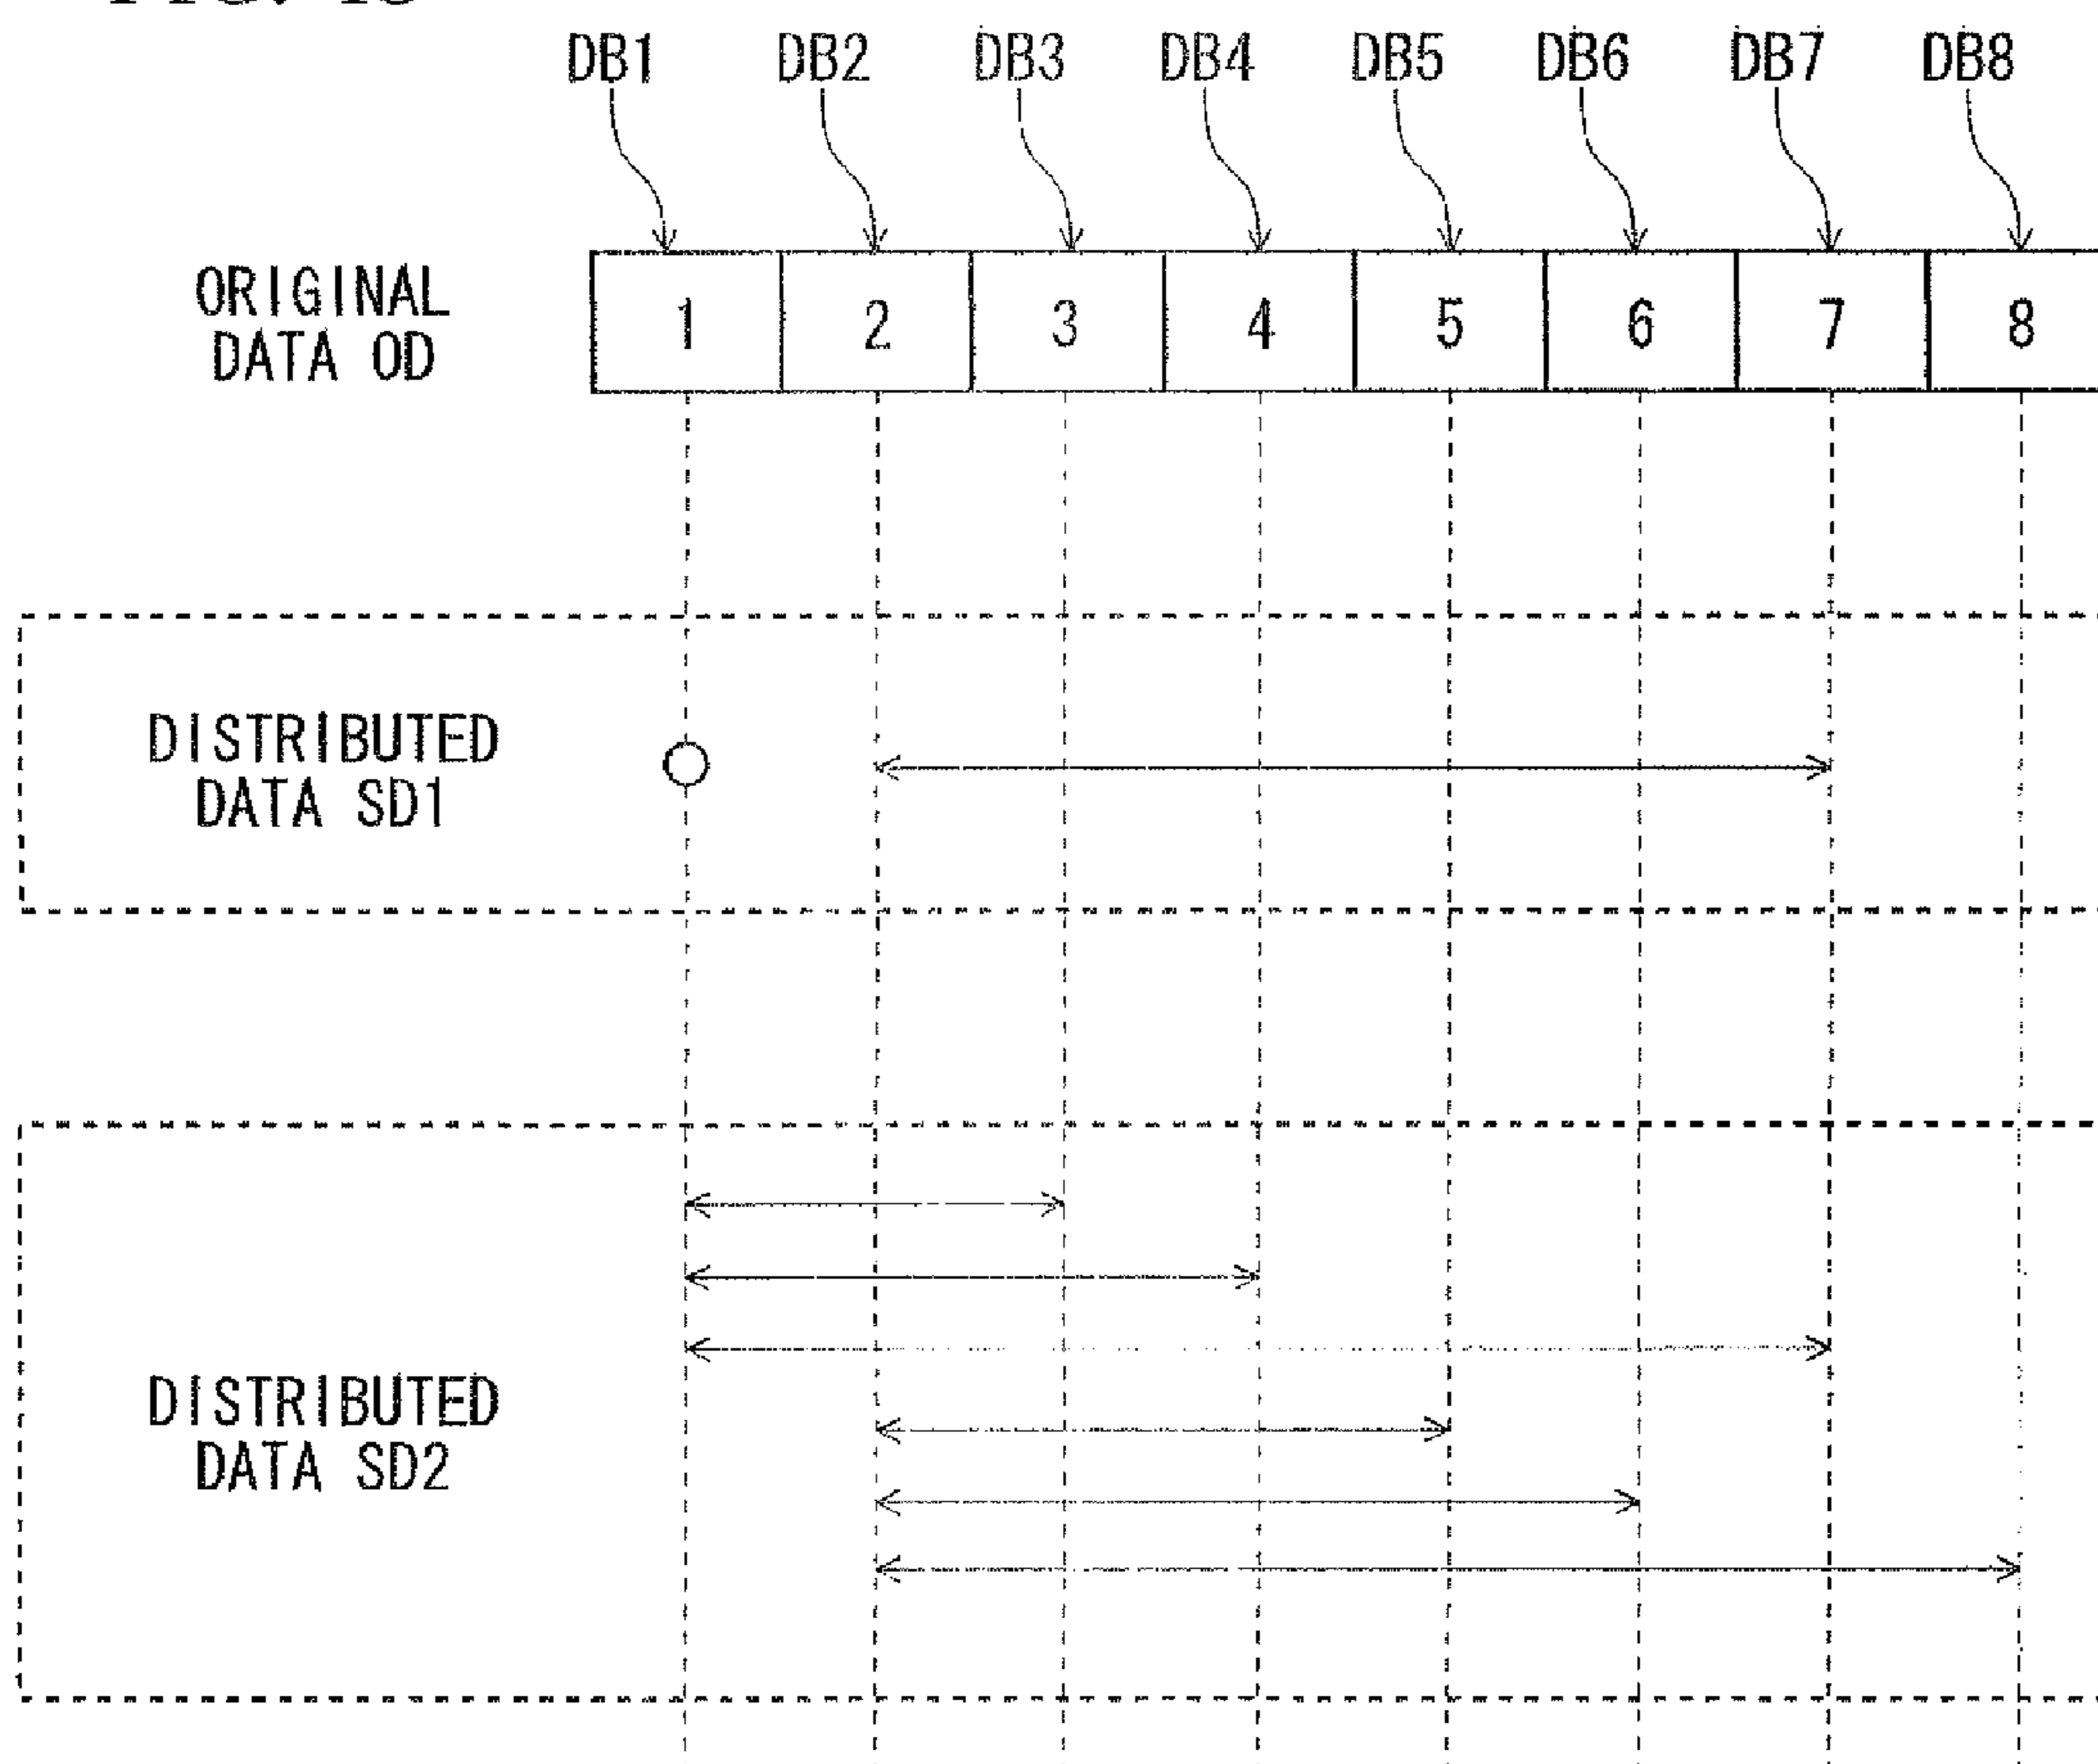 DB1 DB2 DB3 DB4 DB5 DB6 DB7 DB8
ORIGINAL
DATA OD
1 2 3 4 5 6 7 8
DISTRIBUTED
DATA SD1
DISTRIBUTED
DATA SD2